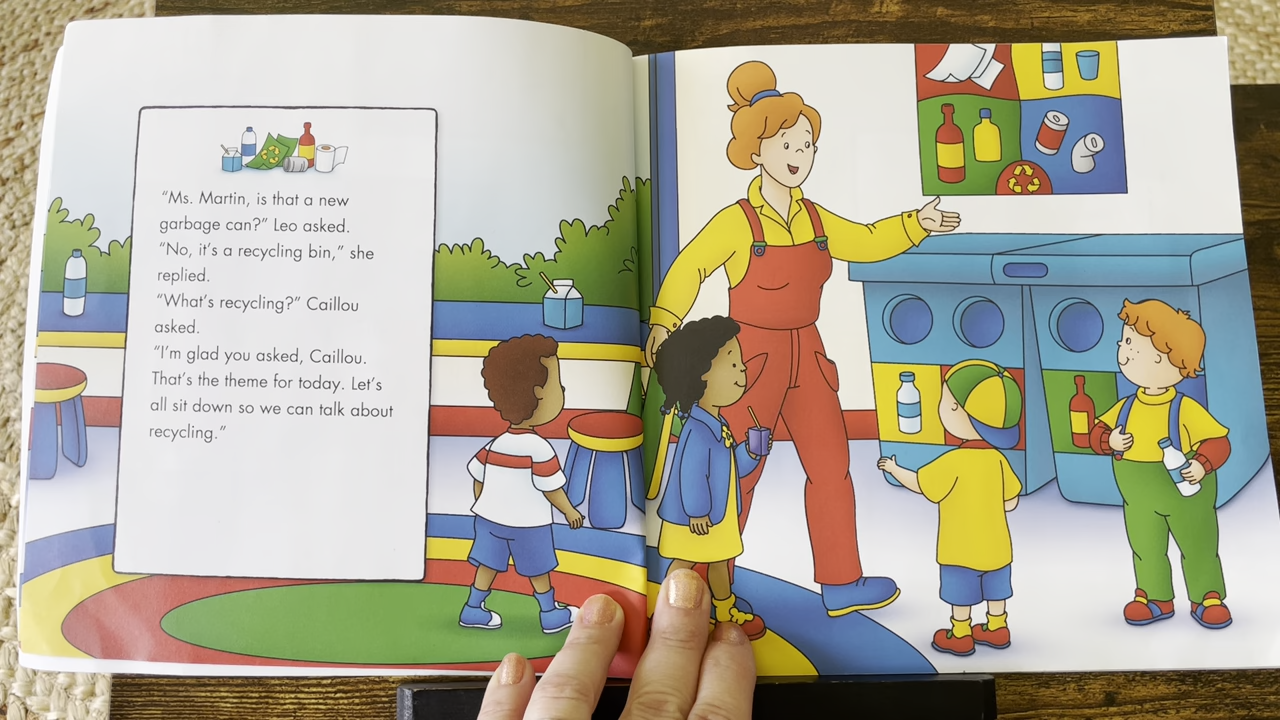 “Ms. Martin, is that a new
garbage can?” Leo asked.
“No, it’s a recycling bin,” she
replied.
“What’s recycling?” Caillou
asked.
“I’m glad you asked, Caillou.
That’s the theme for today. Let’s
all sit down so we can talk about
recycling.”